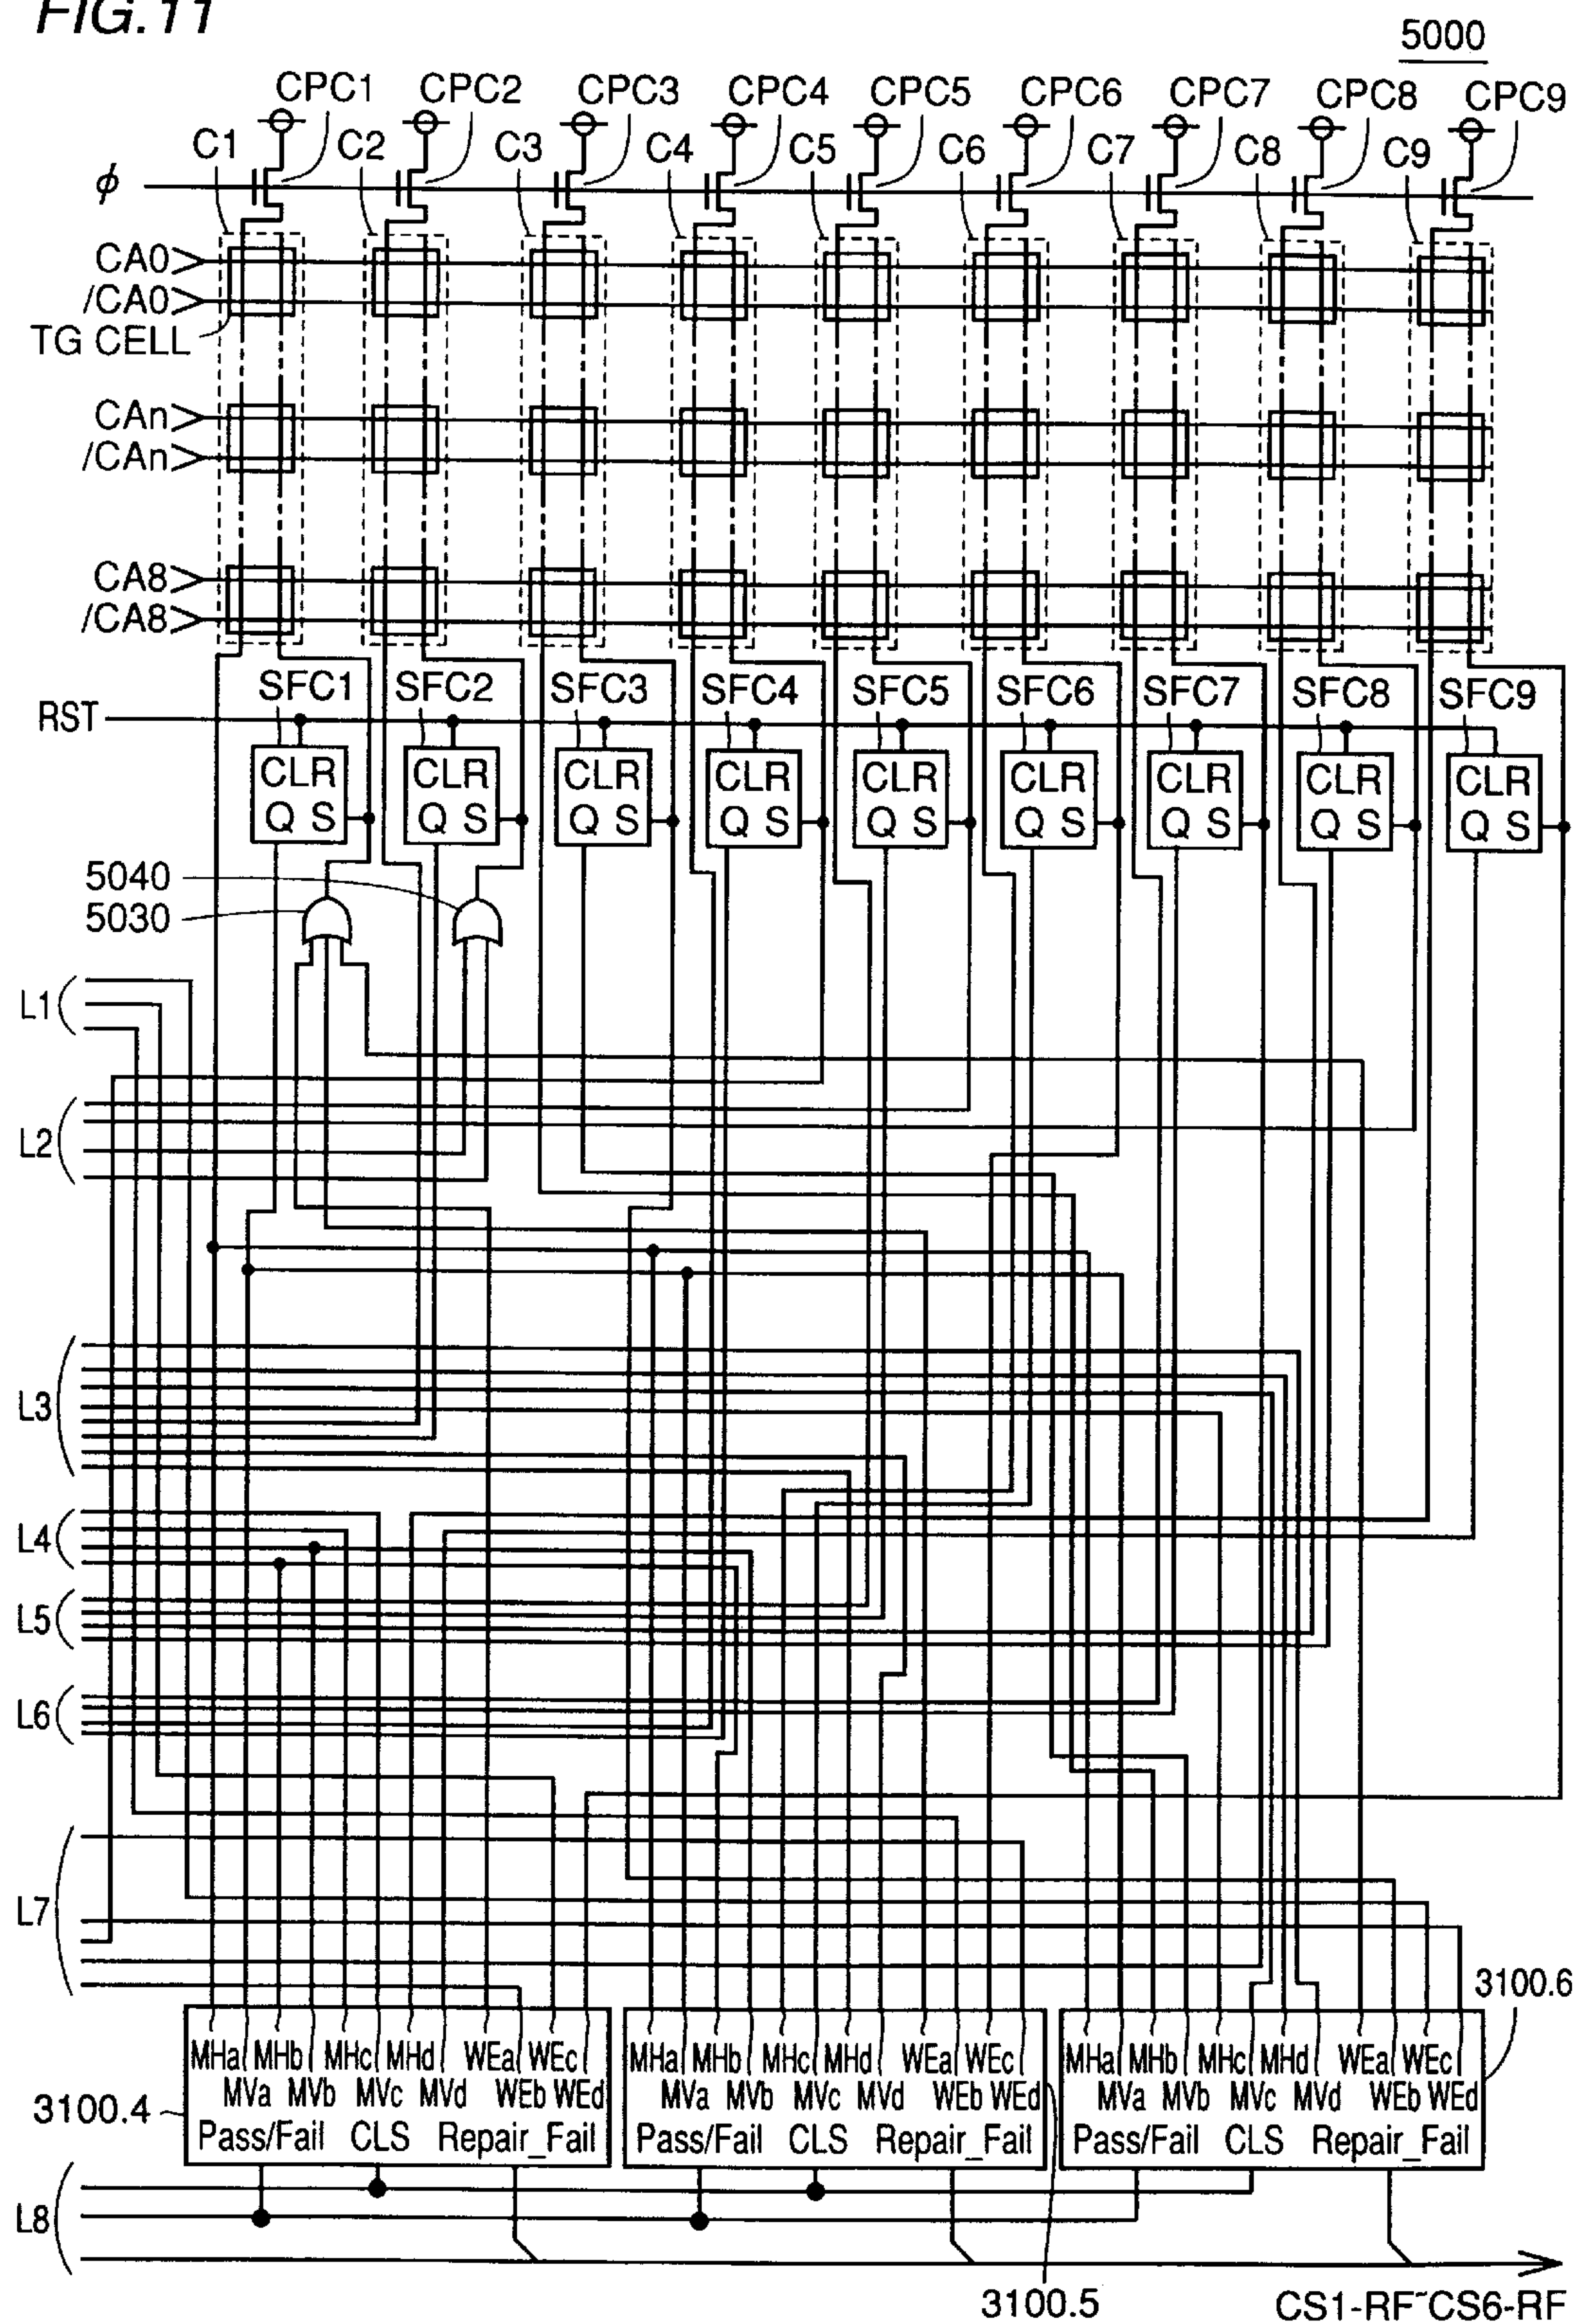 FIG.11
5000
CPC1 CPC2 CPC3 CPC4 CPC5 CPC6 CPC7 CPC8 CPC9
C1 C2 C3 C4 C5 C6 C7 C8 C9
ϕ
CA0
/CA0
TG CELL
CAn
/CAn
CA8
/CA8
SFC1 SFC2 SFC3 SFC4 SFC5 SFC6 SFC7 SFC8 SFC9
RST
CLR CLR CLR CLR CLR CLR CLR CLR CLR
Q S Q S Q S Q S Q S Q S Q S Q S Q S
5040
5030
L1
L2
L3
L4
L5
L6
L7
3100.6
MHa MHb MHc MHd WEa WEc MHa MHb MHc MHd WEa WEc MHa MHb MHc MHd WEa WEc
MVa MVb MVc MVd WEb WEd MVa MVb MVc MVd WEb WEd MVa MVb MVc MVd WEb WEd
3100.4
Pass/Fail CLS Repair_Fail Pass/Fail CLS Repair_Fail Pass/Fail CLS Repair_Fail
L8
3100.5
CS1-RF~CS6-RF